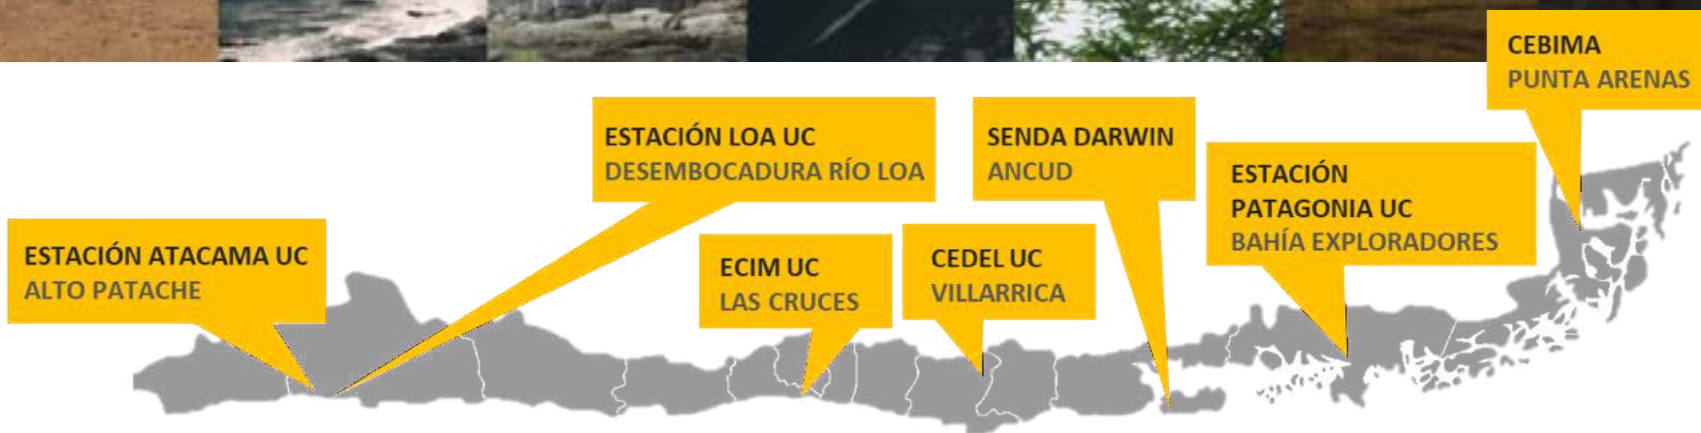 CEBIMA
PUNTA ARENAS
ESTACIÓN LOA UC
DESEMBOCADURA RÍO LOA
SENDA DARWIN
ANCUD
ESTACIÓN
PATAGONIA UC
BAHÍA EXPLORADORES
ESTACIÓN ATACAMA UC
ALTO PATACHE
ECIM UC
LAS CRUCES
CEDEL UC
VILLARRICA